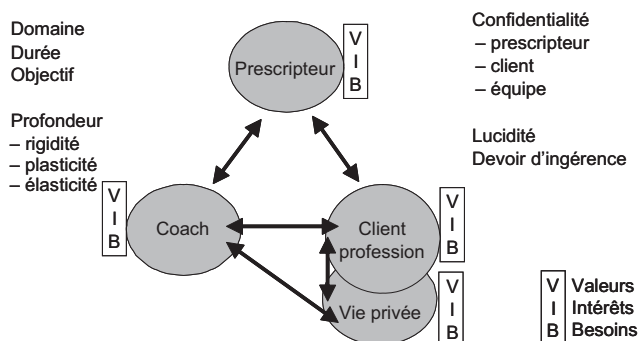 Domaine
Durée
Objectif
Profondeur
– rigidité
– plasticité
– élasticité
Prescripteur
V
I
B
Confidentialité
– prescripteur
– client
– équipe
Lucidité
Devoir d’ingérence
V
I
B
Coach
Client
profession
V
I
B
Vie privée
V
I
B
V Valeurs
I Intérêts
B Besoins